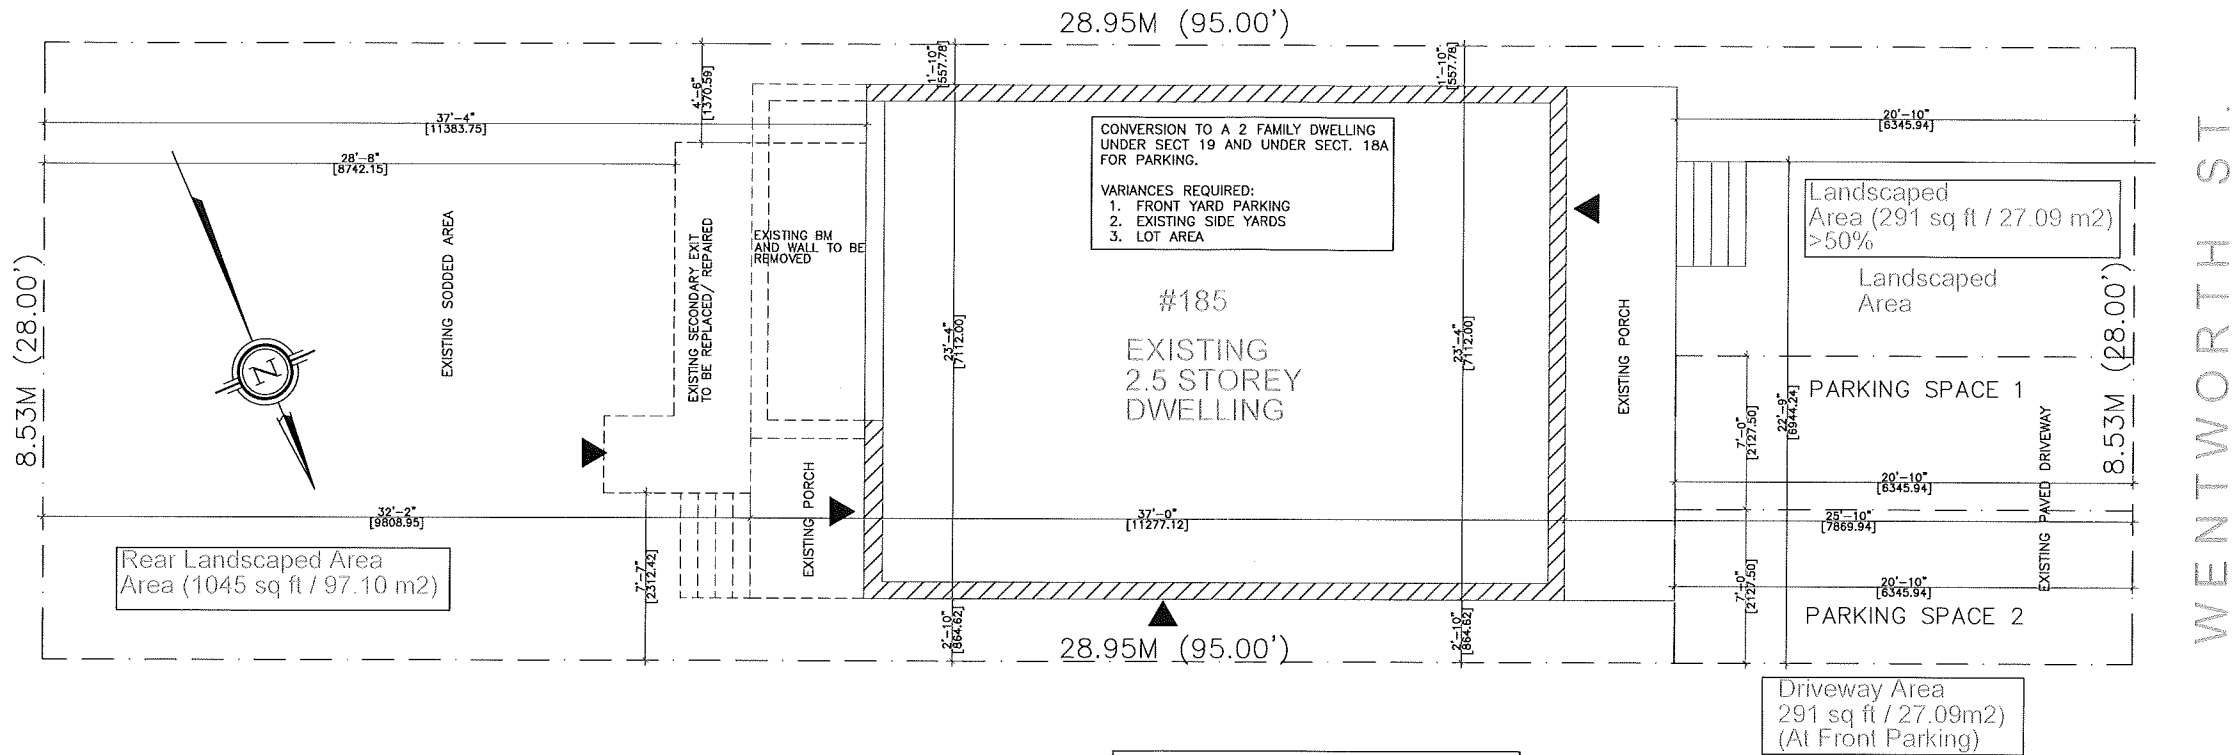 28.95M (95.00')
1'-10"
[557.78]
1'-10"
[557.78]
4'-6"
[1370.59]
37'-4"
[11383.75]
20'-10"
[6345.94]
28'-8"
[8742.15]
CONVERSION TO A 2 FAMILY DWELLING
UNDER SECT 19 AND UNDER SECT. 18A
FOR PARKING.
VARIANCES REQUIRED:
1. FRONT YARD PARKING
2. EXISTING SIDE YARDS
3. LOT AREA
Landscaped
Area (291 sq ft / 27.09 m2)
>50%
Landscaped
Area
WENTWORTH ST.
8.53M (28.00')
EXISTING SODDED AREA
EXISTING SECONDARY EXIT
TO BE REPLACED/ REPAIRED
EXISTING BM
AND WALL TO BE
REMOVED
#185
EXISTING
2.5 STOREY
DWELLING
23'-4"
[7112.00]
23'-4"
[7112.00]
EXISTING PORCH
8.53M (28.00')
N
PARKING SPACE 1
7'-0"
[2127.50]
22'-9"
[6944.24]
EXISTING PAVED DRIVEWAY
20'-10"
[6345.94]
EXISTING PORCH
32'-2"
[9808.95]
37'-0"
[11277.12]
25'-10"
[7869.94]
Rear Landscaped Area
Area (1045 sq ft / 97.10 m2)
7'-7"
[2312.42]
20'-10"
[6345.94]
7'-0"
[2127.50]
PARKING SPACE 2
2'-10"
[864.62]
2'-10"
[864.62]
28.95M (95.00')
Driveway Area
291 sq ft / 27.09m2)
(At Front Parking)